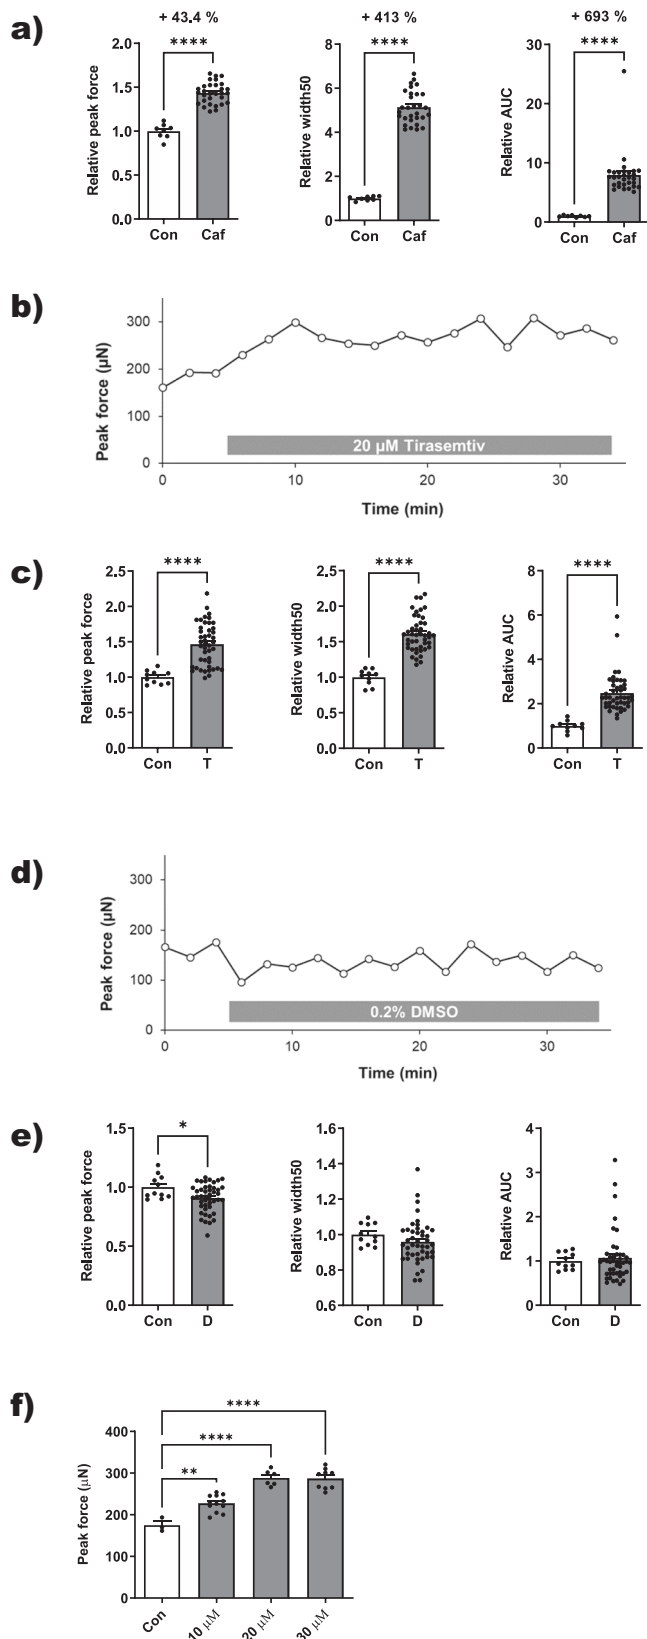 a)
+ 43.4 %
+ 413 %
+ 693 %
****
****
****
Relative peak force
2.0
1.5
1.0
0.5
0.0
Con
Caf
Relative width50
8
6
4
2
0
Con
Caf
Relative AUC
30
20
10
0
Con
Caf
b)
Peak force (µN)
300
200
100
0
20 µM Tirasemtiv
0
10
20
30
Time (min)
c)
****
****
****
Relative peak force
2.5
2.0
1.5
1.0
0.5
0.0
Con
T
Relative width50
2.5
2.0
1.5
1.0
0.5
0.0
Con
T
Relative AUC
8
6
4
2
0
Con
T
d)
Peak force (µN)
300
200
100
0
0.2% DMSO
0
10
20
30
Time (min)
e)
*
Relative peak force
1.5
1.0
0.5
0.0
Con
D
Relative width50
1.6
1.4
1.2
1.0
0.8
0.6
Con
D
Relative AUC
4
3
2
1
0
Con
D
f)
****
****
**
Peak force (µN)
400
300
200
100
0
Con
10 µM
20 µM
30 µM